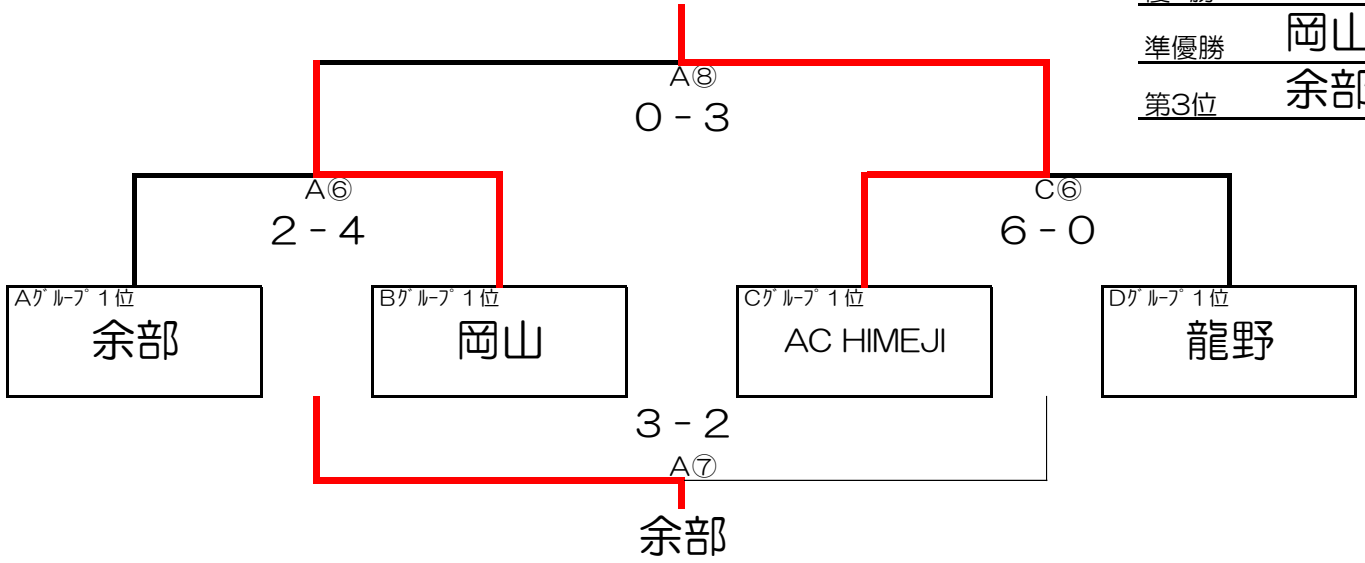 準優勝 岡山
第3位 余部
A⑧
0-3
A⑥
2-4
C⑥
6-0
Aグループ1位
余部
Bグループ1位
岡山
Cグループ1位
AC HIMEJI
Dグループ1位
龍野
3-2
A⑦
余部